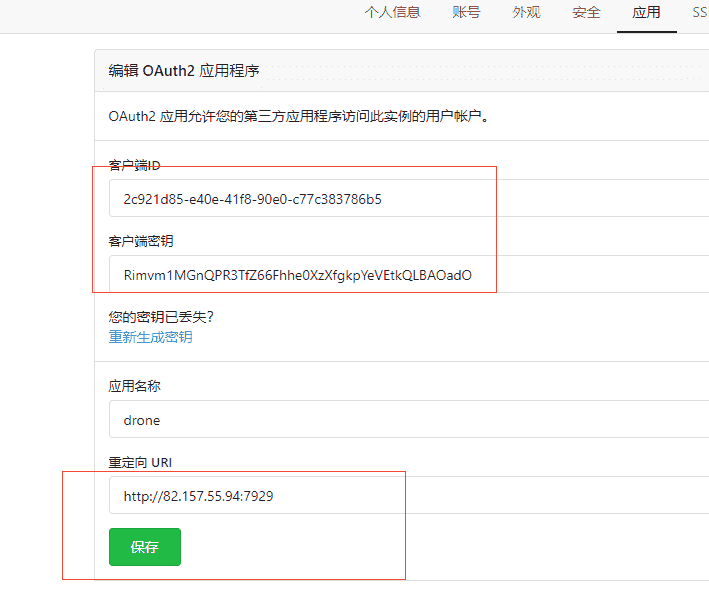 个人信息 账号 外观 安全 应用
编辑 OAuth2 应用程序
OAuth2 应用允许您的第三方应用程序访问此实例的用户帐户。
客户端ID
2c921d85-e40e-41f8-90e0-c77c383786b5
客户端密钥
Rimvm1MGnQPR3TfZ66Fhhe0XzXfgkpYeVEtkQLBAOadO
您的密钥已丢失?
重新生成密钥
应用名称
drone
重定向 URI
http://82.157.55.94:7929
保存